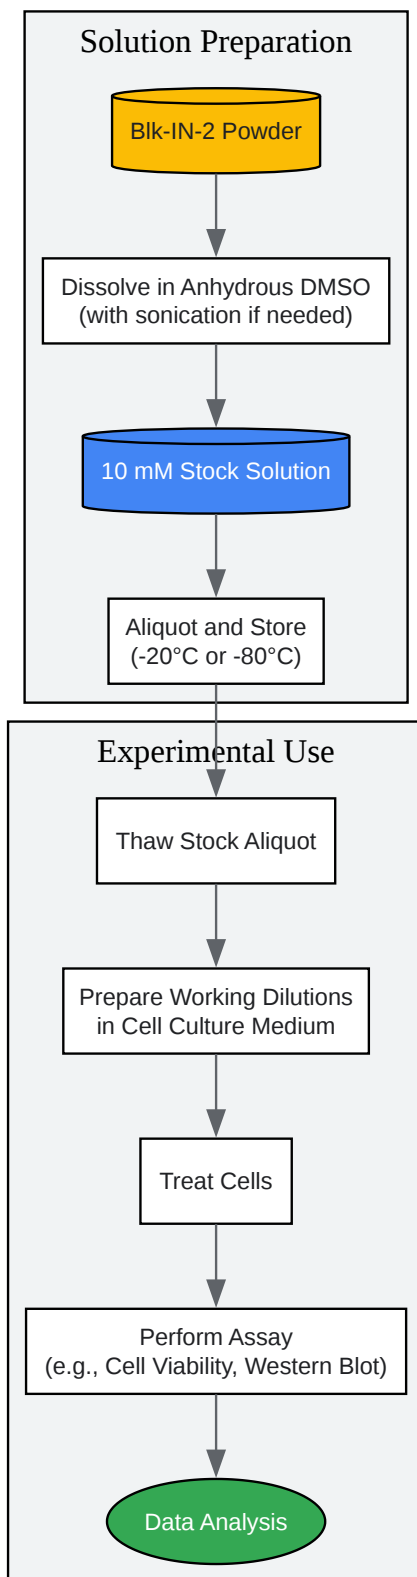 Solution Preparation
Blk-IN-2 Powder
Dissolve in Anhydrous DMSO
(with sonication if needed)
10 mM Stock Solution
Aliquot and Store
(-20°C or -80°C)
Experimental Use
Thaw Stock Aliquot
Prepare Working Dilutions
in Cell Culture Medium
Treat Cells
Perform Assay
(e.g., Cell Viability, Western Blot)
Data Analysis